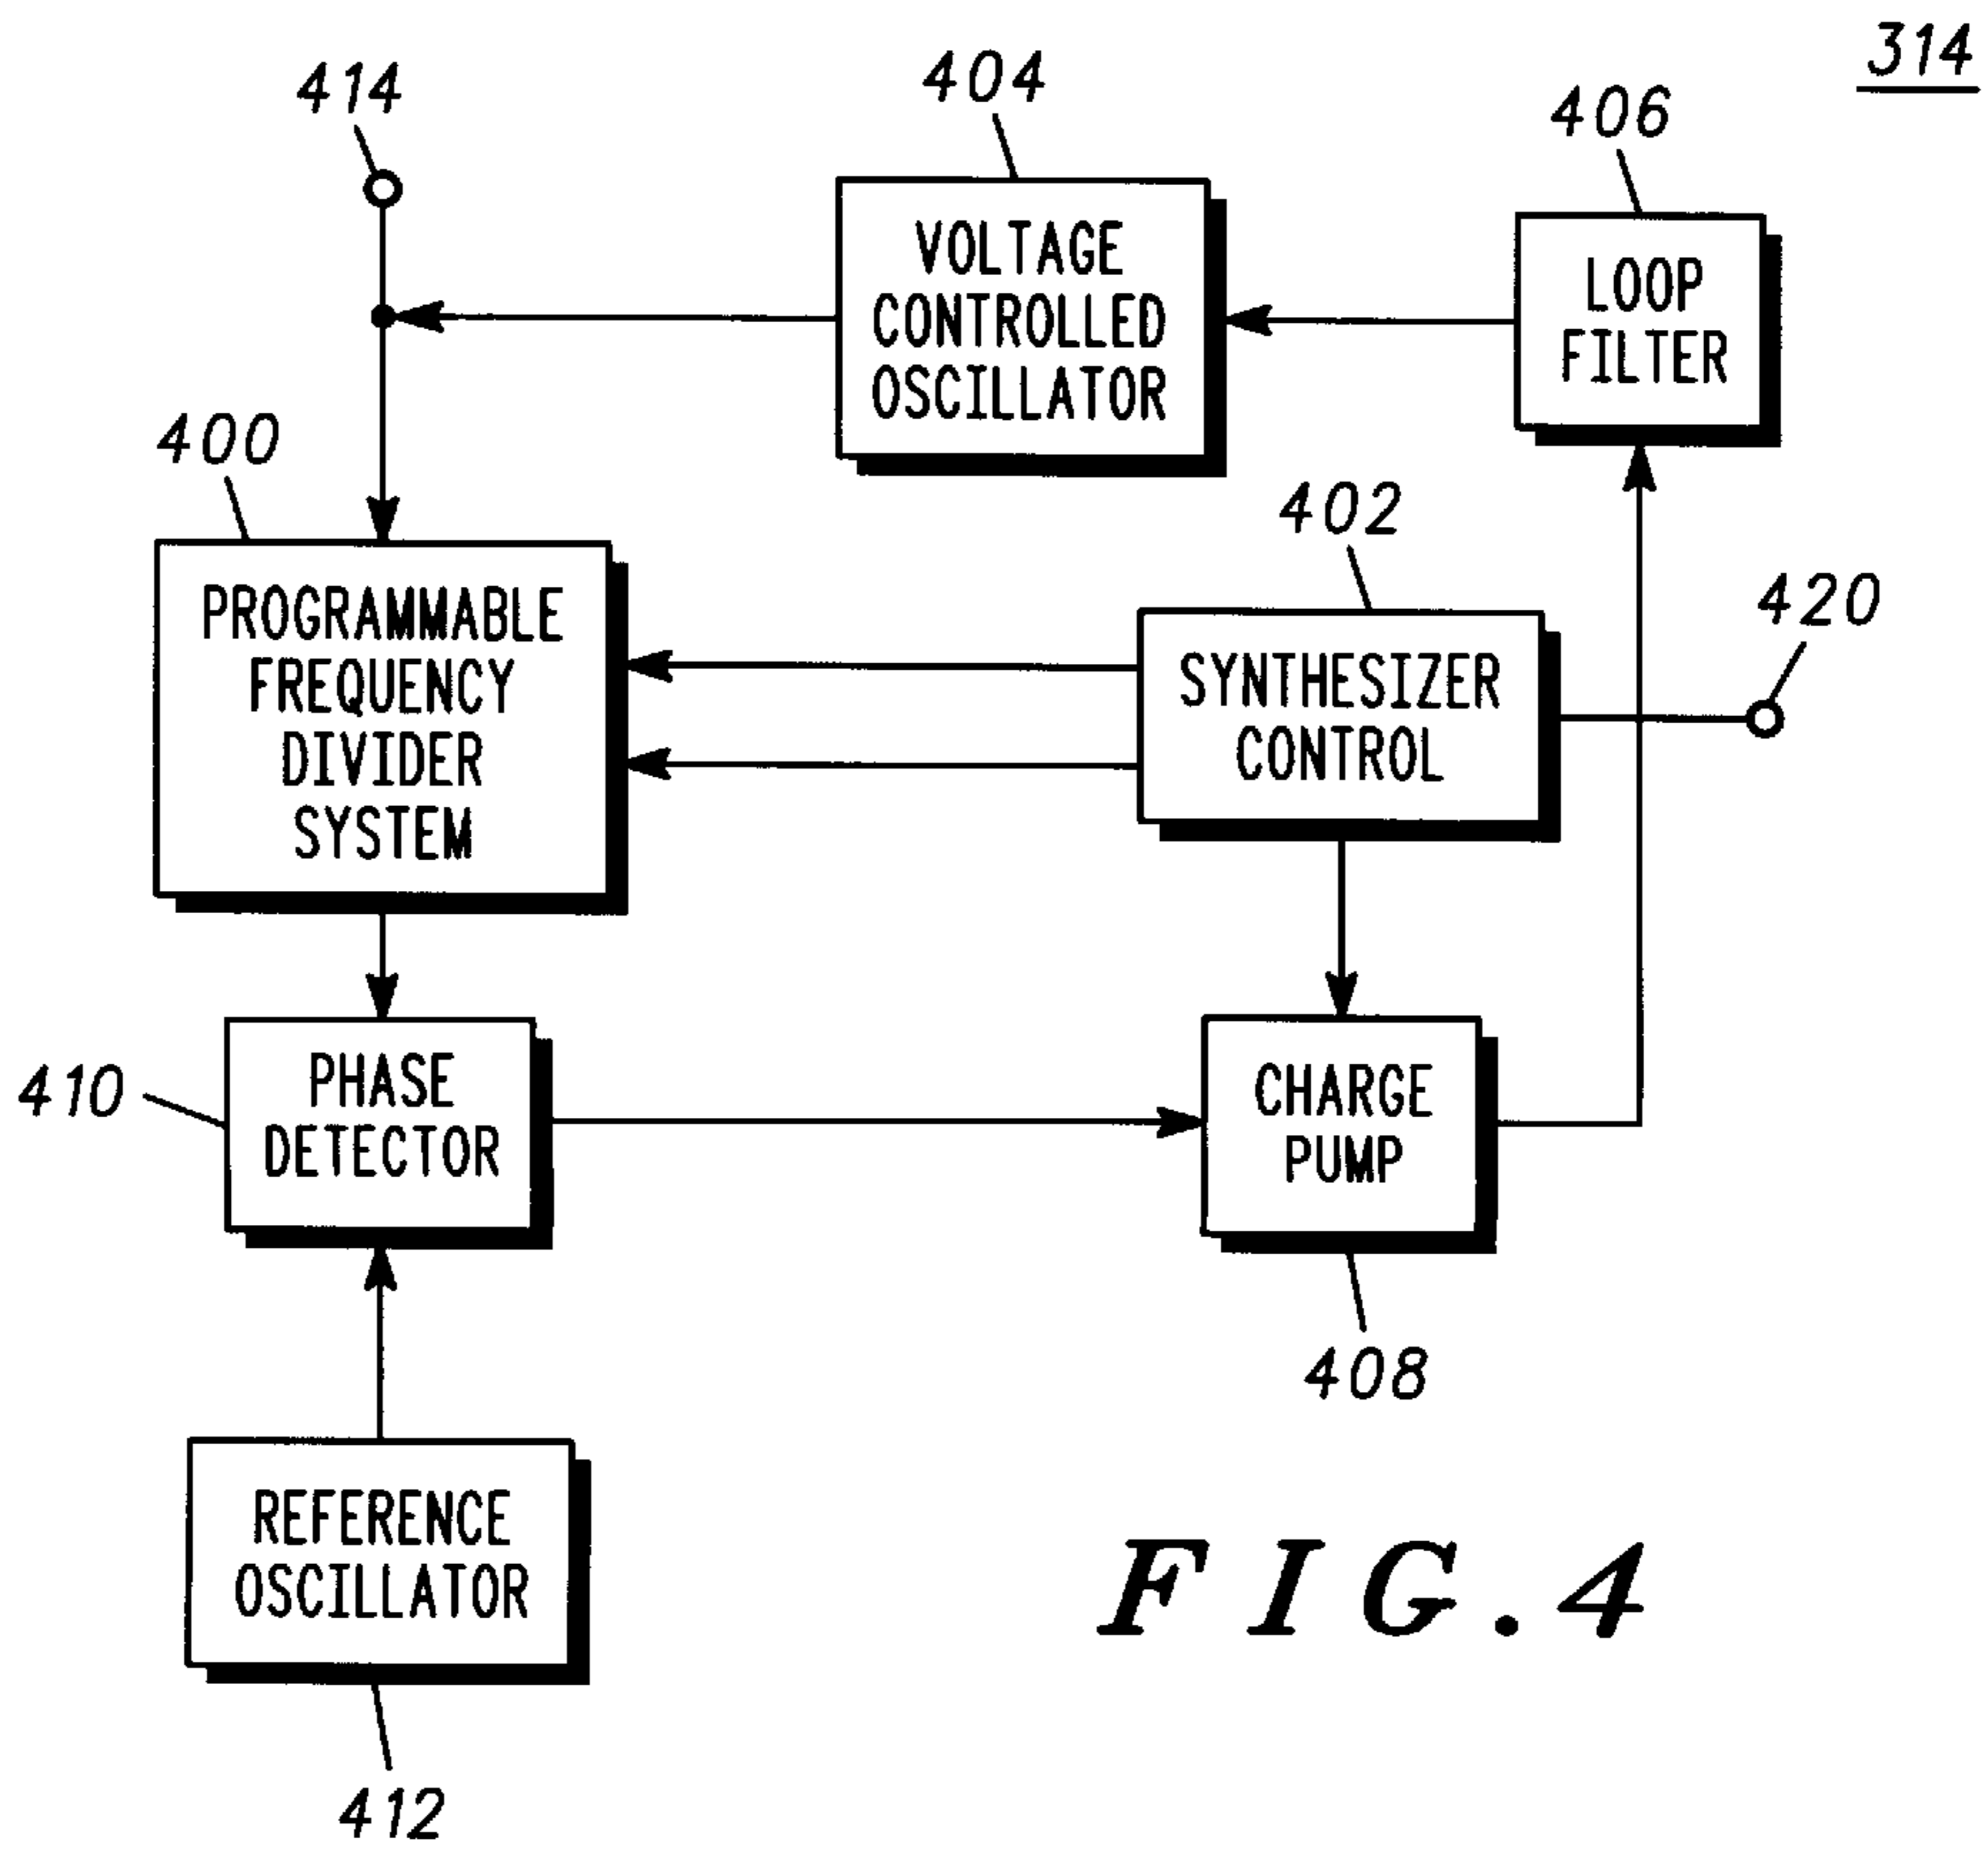 314
414
404
406
VOLTAGE
CONTROLLED
OSCILLATOR
LOOP
FILTER
400
402
420
PROGRAMMABLE
FREQUENCY
DIVIDER
SYSTEM
SYNTHESIZER
CONTROL
410
PHASE
DETECTOR
CHARGE
PUMP
408
REFERENCE
OSCILLATOR
412
FIG.4